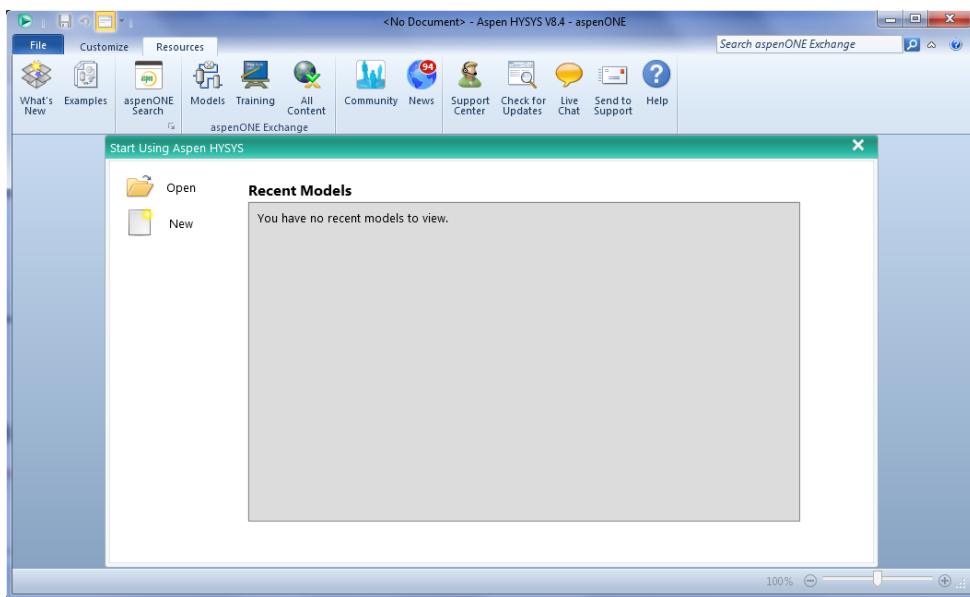 <No Document> - Aspen HYSYS V8.4 - aspenONE
File Customize Resources Search aspenONE Exchange
What's New
Examples
aspenONE Search
Models
Training
All Content
Community
News
94
Support Center
Check for Updates
Live Chat
Send to Support
Help
aspenONE Exchange
Start Using Aspen HYSYS
Open
New
Recent Models
You have no recent models to view.
100%